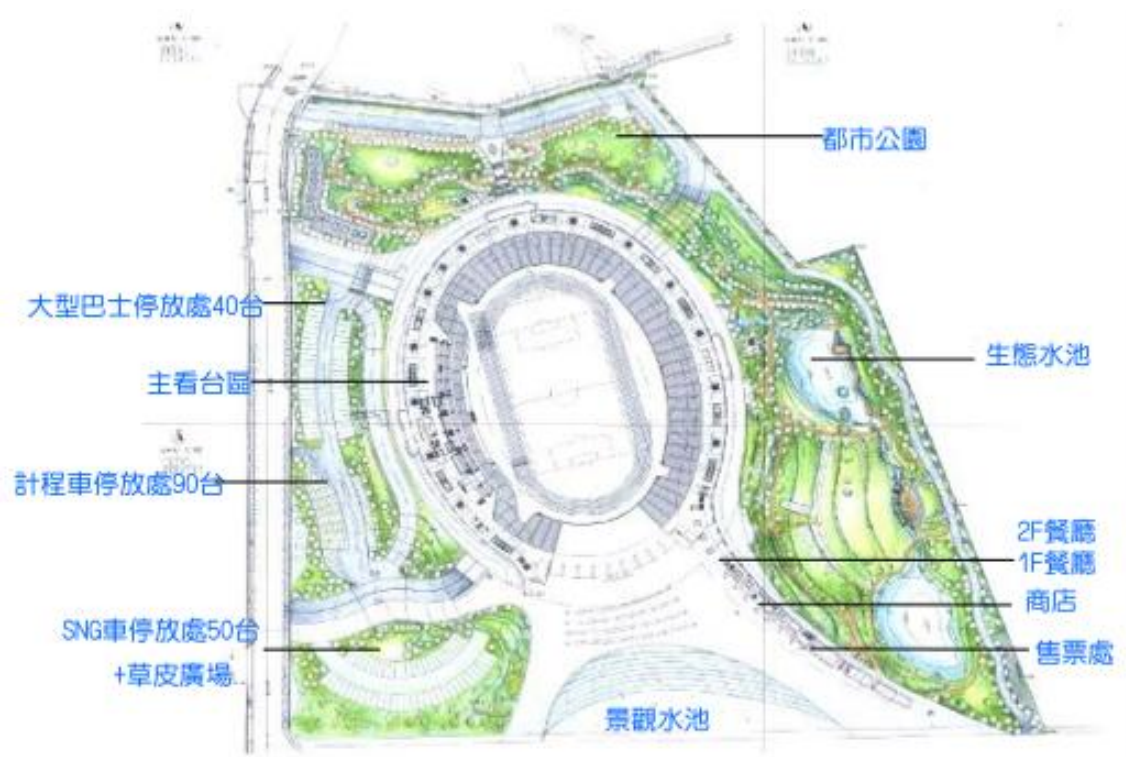 都市公園
大型巴士停放處40台
生態水池
主看台區
計程車停放處90台
2F餐廳
1F餐廳
商店
SNG車停放處50台
+草皮廣場
售票處
景觀水池